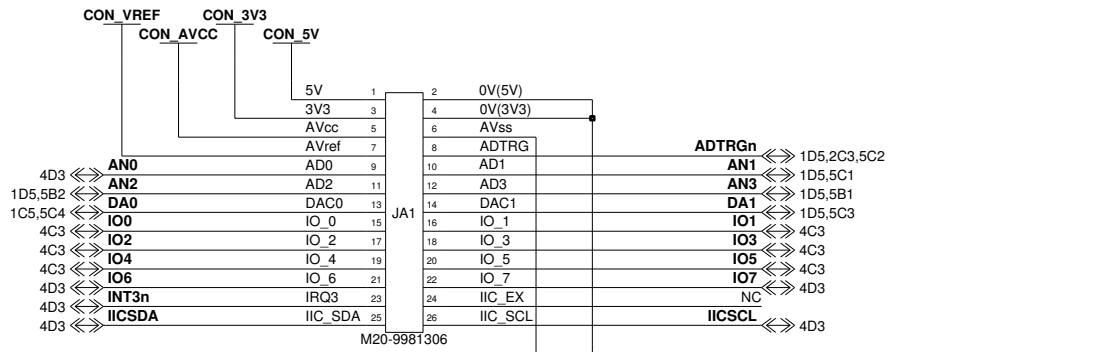 CON_VREF CON_3V3
CON_AVCC CON_5V
5V 1 2 0V(5V)
3V3 3 4 0V(3V3)
AVcc 5 6 AVss
AVref 7 8 ADTRG ADTRGn 1D5,2C3,5C2
4D3 AN0 AD0 9 10 AD1 AN1 1D5,5C1
1D5,5B2 AN2 AD2 11 12 AD3 AN3 1D5,5B1
1C5,5C4 DA0 DAC0 13 14 DAC1 DA1 1D5,5C3
4C3 IO0 IO_0 15 JA1 16 IO_1 IO1 4C3
4C3 IO2 IO_2 17 18 IO_3 IO3 4C3
4C3 IO4 IO_4 19 20 IO_5 IO5 4C3
4D3 IO6 IO_6 21 22 IO_7 IO7 4D3
4D3 INT3n IRQ3 23 24 IIC_EX NC
4D3 IICSDA IIC_SDA 25 26 IIC_SCL IICSCL 4D3
M20-9981306